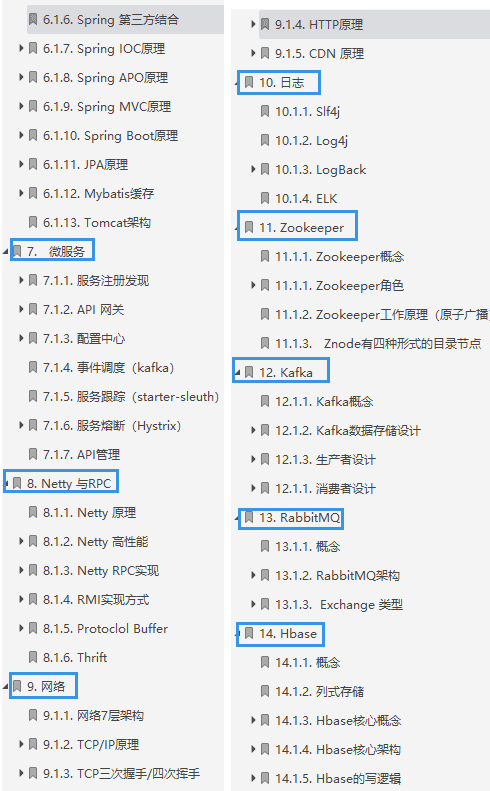 6.1.6. Spring 第三方结合
6.1.7. Spring IOC原理
6.1.8. Spring APO原理
6.1.9. Spring MVC原理
6.1.10. Spring Boot原理
6.1.11. JPA原理
6.1.12. Mybatis缓存
6.1.13. Tomcat架构
7. 微服务
7.1.1. 服务注册发现
7.1.2. API 网关
7.1.3. 配置中心
7.1.4. 事件调度（kafka）
7.1.5. 服务跟踪（starter-sleuth）
7.1.6. 服务熔断（Hystrix）
7.1.7. API管理
8. Netty 与RPC
8.1.1. Netty 原理
8.1.2. Netty 高性能
8.1.3. Netty RPC实现
8.1.4. RMI实现方式
8.1.5. Protoclol Buffer
8.1.6. Thrift
9. 网络
9.1.1. 网络7层架构
9.1.2. TCP/IP原理
9.1.3. TCP三次握手/四次挥手
9.1.4. HTTP原理
9.1.5. CDN 原理
10. 日志
10.1.1. Slf4j
10.1.2. Log4j
10.1.3. LogBack
10.1.4. ELK
11. Zookeeper
11.1.1. Zookeeper概念
11.1.1. Zookeeper角色
11.1.2. Zookeeper工作原理（原子广播）
11.1.3. Znode有四种形式的目录节点
12. Kafka
12.1.1. Kafka概念
12.1.2. Kafka数据存储设计
12.1.3. 生产者设计
12.1.1. 消费者设计
13. RabbitMQ
13.1.1. 概念
13.1.2. RabbitMQ架构
13.1.3. Exchange 类型
14. Hbase
14.1.1. 概念
14.1.2. 列式存储
14.1.3. Hbase核心概念
14.1.4. Hbase核心架构
14.1.5. Hbase的写逻辑